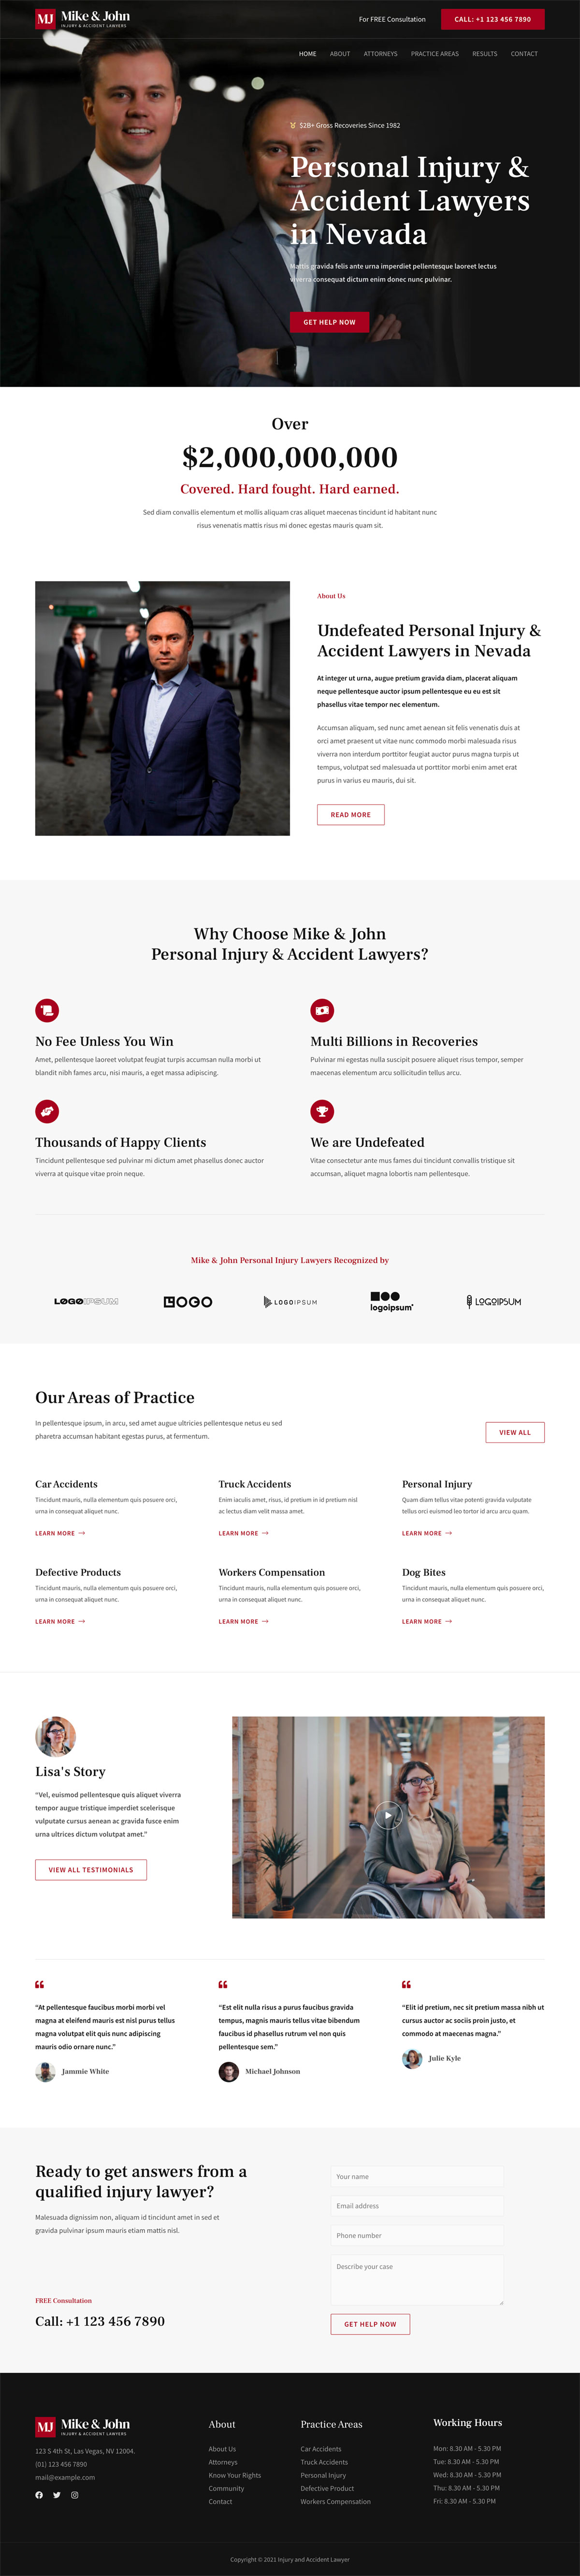 MJ Mike & John
INJURY & ACCIDENT LAWYERS
For FREE Consultation
CALL: +1 123 456 7890
HOME ABOUT ATTORNEYS PRACTICE AREAS RESULTS CONTACT
$2B+ Gross Recoveries Since 1982
Personal Injury &
Accident Lawyers
in Nevada
Mattis gravida felis ante urna imperdiet pellentesque laoreet lectus
viverra consequat dictum enim donec nunc pulvinar.
GET HELP NOW
Over
$2,000,000,000
Covered. Hard fought. Hard earned.
Sed diam convallis elementum et mollis aliquam cras aliquet maecenas tincidunt id habitant nunc
risus venenatis mattis risus mi donec egestas mauris quam sit.
About Us
Undefeated Personal Injury &
Accident Lawyers in Nevada
At integer ut urna, augue pretium gravida diam, placerat aliquam
neque pellentesque auctor ipsum pellentesque eu eu est sit
phasellus vitae tempor nec elementum.
Accumsan aliquam, sed nunc amet aenean sit felis venenatis duis at
orci amet praesent ut vitae nunc commodo morbi malesuada risus
viverra non interdum porttitor feugiat auctor purus magna turpis ut
tempus, volutpat sed malesuada ut porttitor morbi enim amet erat
purus in varius eu mauris, dui sit.
READ MORE
Why Choose Mike & John
Personal Injury & Accident Lawyers?
No Fee Unless You Win
Amet, pellentesque laoreet volutpat feugiat turpis accumsan nulla morbi ut
blandit nibh fames arcu, nisi mauris, a eget massa adipiscing.
Multi Billions in Recoveries
Pulvinar mi egestas nulla suscipit posuere aliquet risus tempor, semper
maecenas elementum arcu sollicitudin tellus arcu.
Thousands of Happy Clients
Tincidunt pellentesque sed pulvinar mi dictum amet phasellus donec auctor
viverra at quisque vitae proin neque.
We are Undefeated
Vitae consectetur ante mus fames dui tincidunt convallis tristique sit
accumsan, aliquet magna lobortis nam pellentesque.
Mike & John Personal Injury Lawyers Recognized by
LOGOIPSUM
LOGO
LOGOIPSUM
logoipsum
LOGOIPSUM
Our Areas of Practice
In pellentesque ipsum, in arcu, sed amet augue ultricies pellentesque netus eu sed
pharetra accumsan habitant egestas purus, at fermentum.
VIEW ALL
Car Accidents
Tincidunt mauris, nulla elementum quis posuere orci,
urna in consequat aliquet nunc.
LEARN MORE →
Truck Accidents
Enim iaculis amet, risus, id pretium in id pretium nisl
ac lectus diam velit massa amet.
LEARN MORE →
Personal Injury
Quam diam tellus vitae potenti gravida vulputate
tellus orci euismod leo tortor id arcu arcu quam.
LEARN MORE →
Defective Products
Tincidunt mauris, nulla elementum quis posuere orci,
urna in consequat aliquet nunc.
LEARN MORE →
Workers Compensation
Tincidunt mauris, nulla elementum quis posuere orci,
urna in consequat aliquet nunc.
LEARN MORE →
Dog Bites
Tincidunt mauris, nulla elementum quis posuere orci,
urna in consequat aliquet nunc.
LEARN MORE →
Lisa's Story
“Vel, euismod pellentesque quis aliquet viverra
tempor augue tristique imperdiet scelerisque
vulputate cursus aenean ac gravida fusce enim
urna ultrices dictum volutpat amet.”
VIEW ALL TESTIMONIALS
“At pellentesque faucibus morbi morbi vel
magna at eleifend mauris est nisl purus tellus
magna volutpat elit quis nunc adipiscing
mauris odio ornare nunc.”
Jammie White
“Est elit nulla risus a purus faucibus gravida
tempus, magnis mauris tellus vitae bibendum
faucibus id phasellus rutrum vel non quis
pellentesque sem.”
Michael Johnson
“Elit id pretium, nec sit pretium massa nibh ut
cursus auctor ac sociis proin justo, et
commodo at maecenas magna.”
Julie Kyle
Ready to get answers from a
qualified injury lawyer?
Malesuada dignissim non, aliquam id tincidunt amet in sed et
gravida pulvinar ipsum mauris etiam mattis nisl.
FREE Consultation
Call: +1 123 456 7890
Your name
Email address
Phone number
Describe your case
GET HELP NOW
MJ Mike & John
INJURY & ACCIDENT LAWYERS
123 S 4th St, Las Vegas, NV 12004.
(01) 123 456 7890
mail@example.com
About
About Us
Attorneys
Know Your Rights
Community
Contact
Practice Areas
Car Accidents
Truck Accidents
Personal Injury
Defective Product
Workers Compensation
Working Hours
Mon: 8.30 AM - 5.30 PM
Tue: 8.30 AM - 5.30 PM
Wed: 8.30 AM - 5.30 PM
Thu: 8.30 AM - 5.30 PM
Fri: 8.30 AM - 5.30 PM
Copyright © 2021 Injury and Accident Lawyer